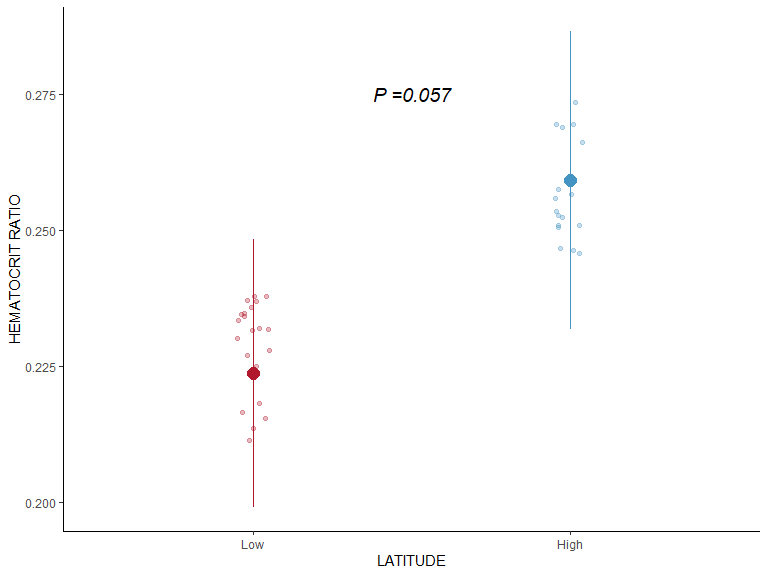 P =0.057
HEMATOCRIT RATIO
0.275
0.250
0.225
0.200
Low
High
LATITUDE